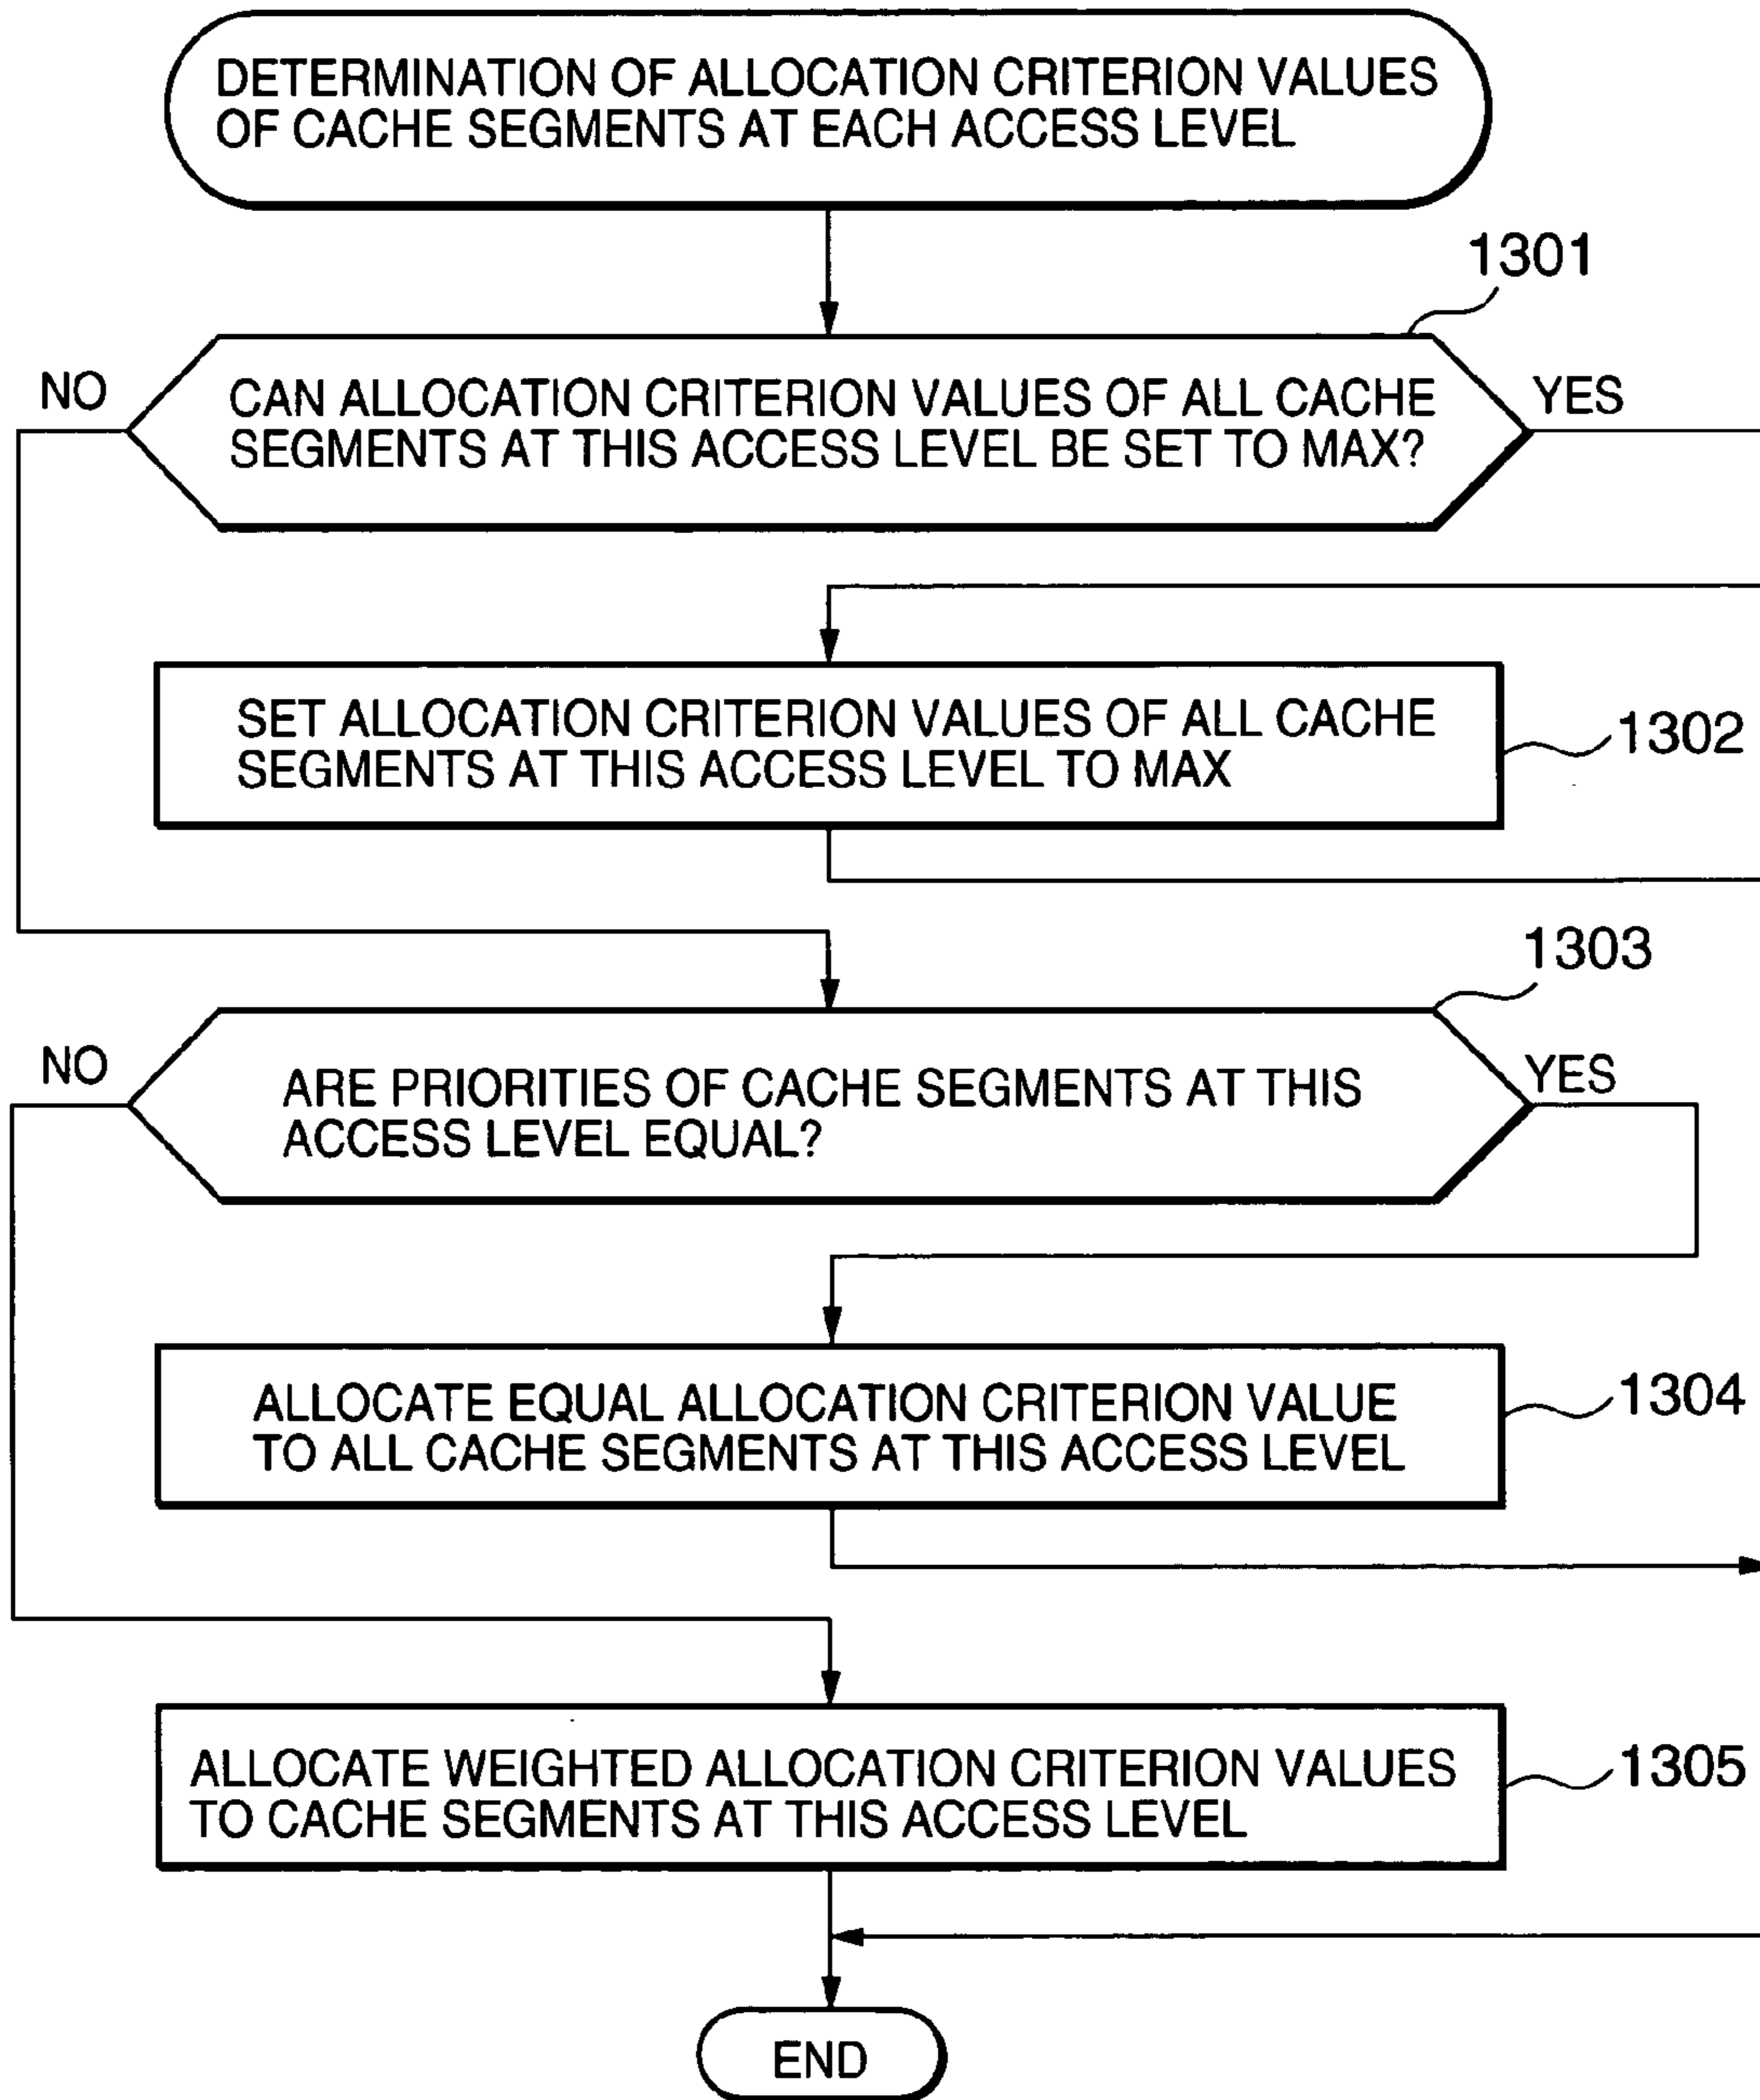 DETERMINATION OF ALLOCATION CRITERION VALUES
OF CACHE SEGMENTS AT EACH ACCESS LEVEL
1301
NO
CAN ALLOCATION CRITERION VALUES OF ALL CACHE
SEGMENTS AT THIS ACCESS LEVEL BE SET TO MAX?
YES
SET ALLOCATION CRITERION VALUES OF ALL CACHE
SEGMENTS AT THIS ACCESS LEVEL TO MAX
1302
1303
NO
ARE PRIORITIES OF CACHE SEGMENTS AT THIS
ACCESS LEVEL EQUAL?
YES
ALLOCATE EQUAL ALLOCATION CRITERION VALUE
TO ALL CACHE SEGMENTS AT THIS ACCESS LEVEL
1304
ALLOCATE WEIGHTED ALLOCATION CRITERION VALUES
TO CACHE SEGMENTS AT THIS ACCESS LEVEL
1305
END